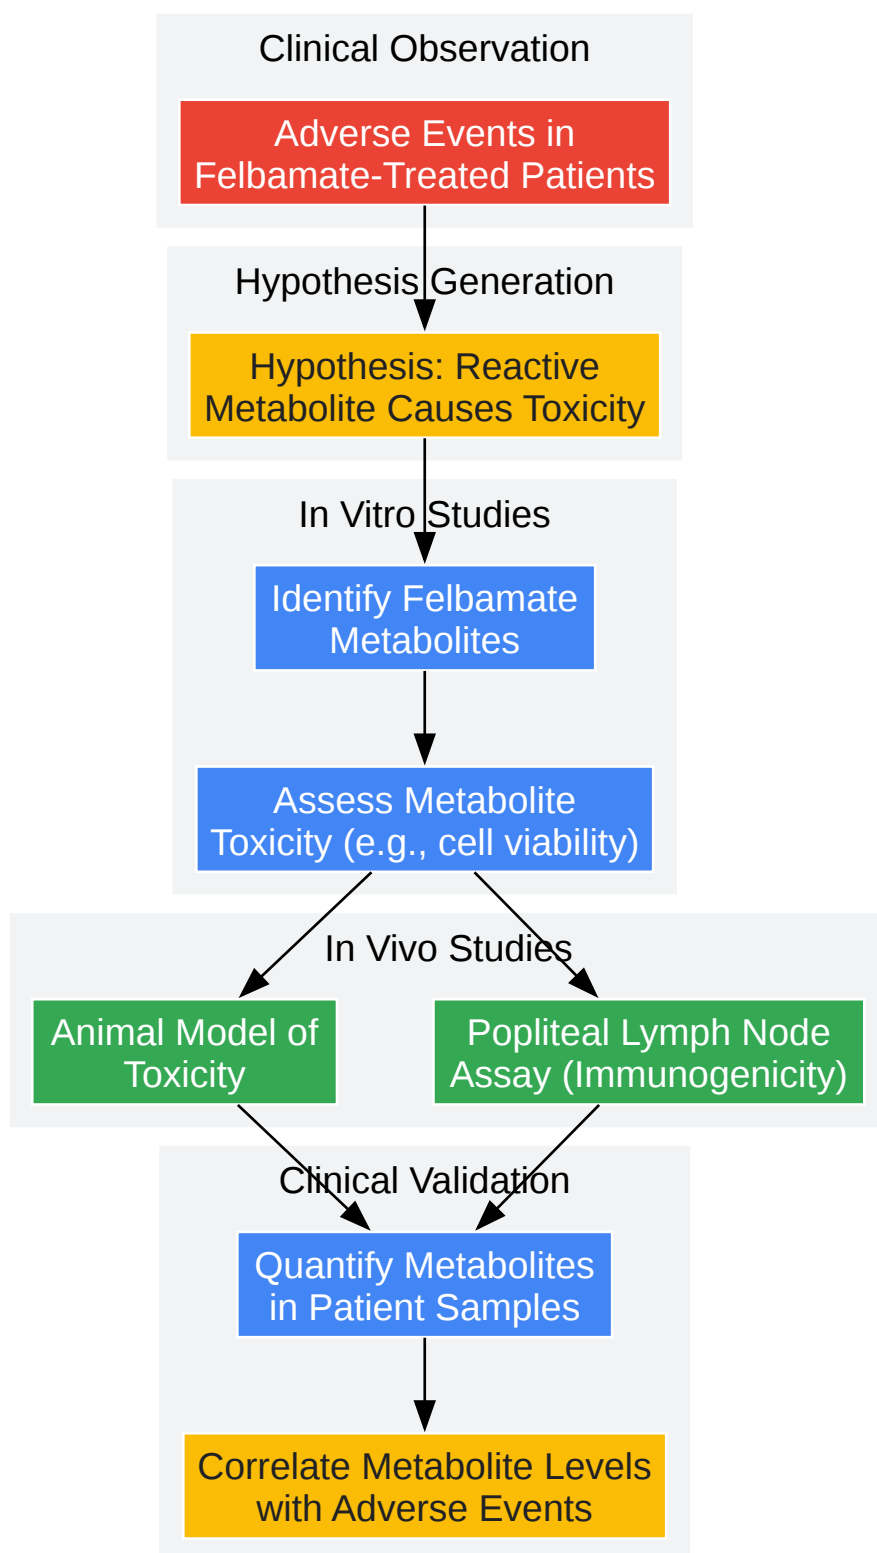 Clinical Observation
Adverse Events in
Felbamate-Treated Patients
Hypothesis Generation
Hypothesis: Reactive
Metabolite Causes Toxicity
In Vitro Studies
Identify Felbamate
Metabolites
Assess Metabolite
Toxicity (e.g., cell viability)
In Vivo Studies
Animal Model of
Toxicity
Popliteal Lymph Node
Assay (Immunogenicity)
Clinical Validation
Quantify Metabolites
in Patient Samples
Correlate Metabolite Levels
with Adverse Events